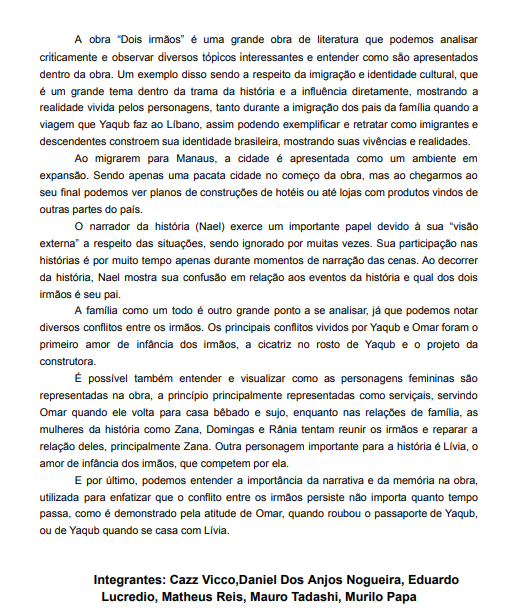 A obra “Dois irmãos” é uma grande obra de literatura que podemos analisar
criticamente e observar diversos tópicos interessantes e entender como são apresentados
dentro da obra. Um exemplo disso sendo a respeito da imigração e identidade cultural, que
é um grande tema dentro da trama da história e a influência diretamente, mostrando a
realidade vivida pelos personagens, tanto durante a imigração dos pais da família quando a
viagem que Yaqub faz ao Líbano, assim podendo exemplificar e retratar como imigrantes e
descendentes constroem sua identidade brasileira, mostrando suas vivências e realidades.
Ao migrarem para Manaus, a cidade é apresentada como um ambiente em
expansão. Sendo apenas uma pacata cidade no começo da obra, mas ao chegarmos ao
seu final podemos ver planos de construções de hotéis ou até lojas com produtos vindos de
outras partes do país.
O narrador da história (Nael) exerce um importante papel devido à sua “visão
externa” a respeito das situações, sendo ignorado por muitas vezes. Sua participação nas
histórias é por muito tempo apenas durante momentos de narração das cenas. Ao decorrer
da história, Nael mostra sua confusão em relação aos eventos da história e qual dos dois
irmãos é seu pai.
A família como um todo é outro grande ponto a se analisar, já que podemos notar
diversos conflitos entre os irmãos. Os principais conflitos vividos por Yaqub e Omar foram o
primeiro amor de infância dos irmãos, a cicatriz no rosto de Yaqub e o projeto da
construtora.
É possível também entender e visualizar como as personagens femininas são
representadas na obra, a princípio principalmente representadas como serviçais, servindo
Omar quando ele volta para casa bêbado e sujo, enquanto nas relações de família, as
mulheres da história como Zana, Domingas e Rânia tentam reunir os irmãos e reparar a
relação deles, principalmente Zana. Outra personagem importante para a história é Lívia, o
amor de infância dos irmãos, que competem por ela.
E por último, podemos entender a importância da narrativa e da memória na obra,
utilizada para enfatizar que o conflito entre os irmãos persiste não importa quanto tempo
passa, como é demonstrado pela atitude de Omar, quando roubou o passaporte de Yaqub,
ou de Yaqub quando se casa com Lívia.
Integrantes: Cazz Vicco,Daniel Dos Anjos Nogueira, Eduardo
Lucredio, Matheus Reis, Mauro Tadashi, Murilo Papa